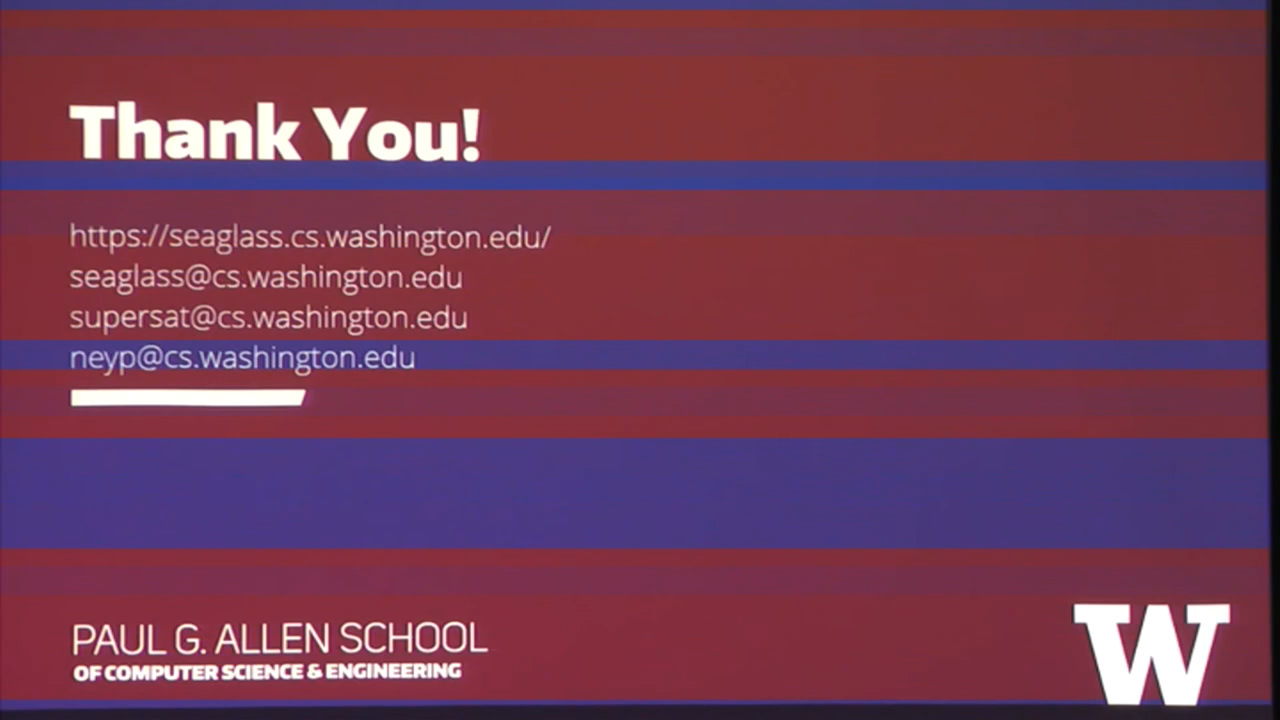 Thank You!
https://seaglass.cs.washington.edu/
seaglass@cs.washington.edu
supersat@cs.washington.edu
neyp@cs.washington.edu
PAUL G. ALLEN SCHOOL
OF COMPUTER SCIENCE & ENGINEERING
W